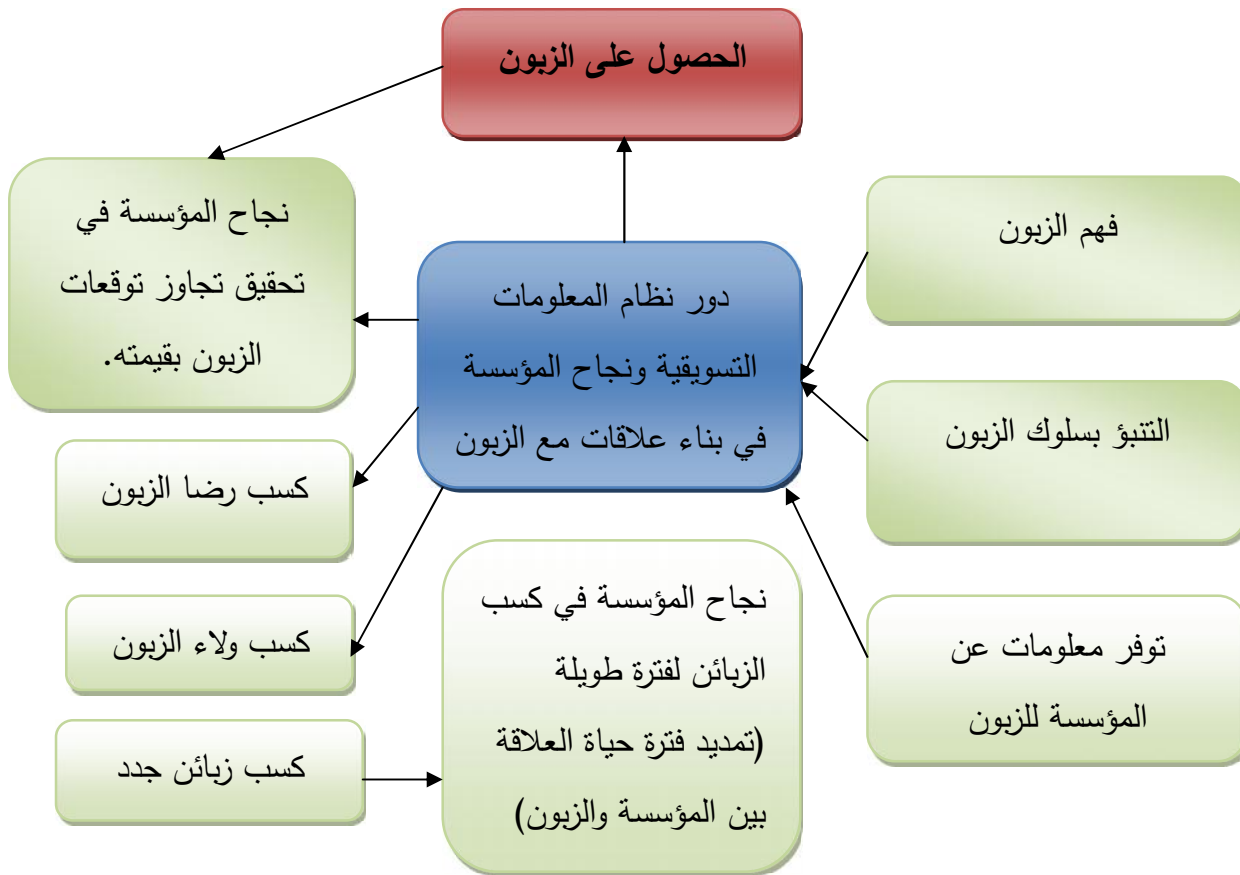 الحصول على الزبون
فهم الزبون
التنبؤ بسلوك الزبون
توفر معلومات عن
المؤسسة للزبون
دور نظام المعلومات
التسويقية ونجاح المؤسسة
في بناء علاقات مع الزبون
نجاح المؤسسة في
تحقيق تجاوز توقعات
الزبون بقيمته.
كسب رضا الزبون
كسب ولاء الزبون
كسب زبائن جدد
نجاح المؤسسة في كسب
الزبائن لفترة طويلة
(تمديد فترة حياة العلاقة
بين المؤسسة والزبون)